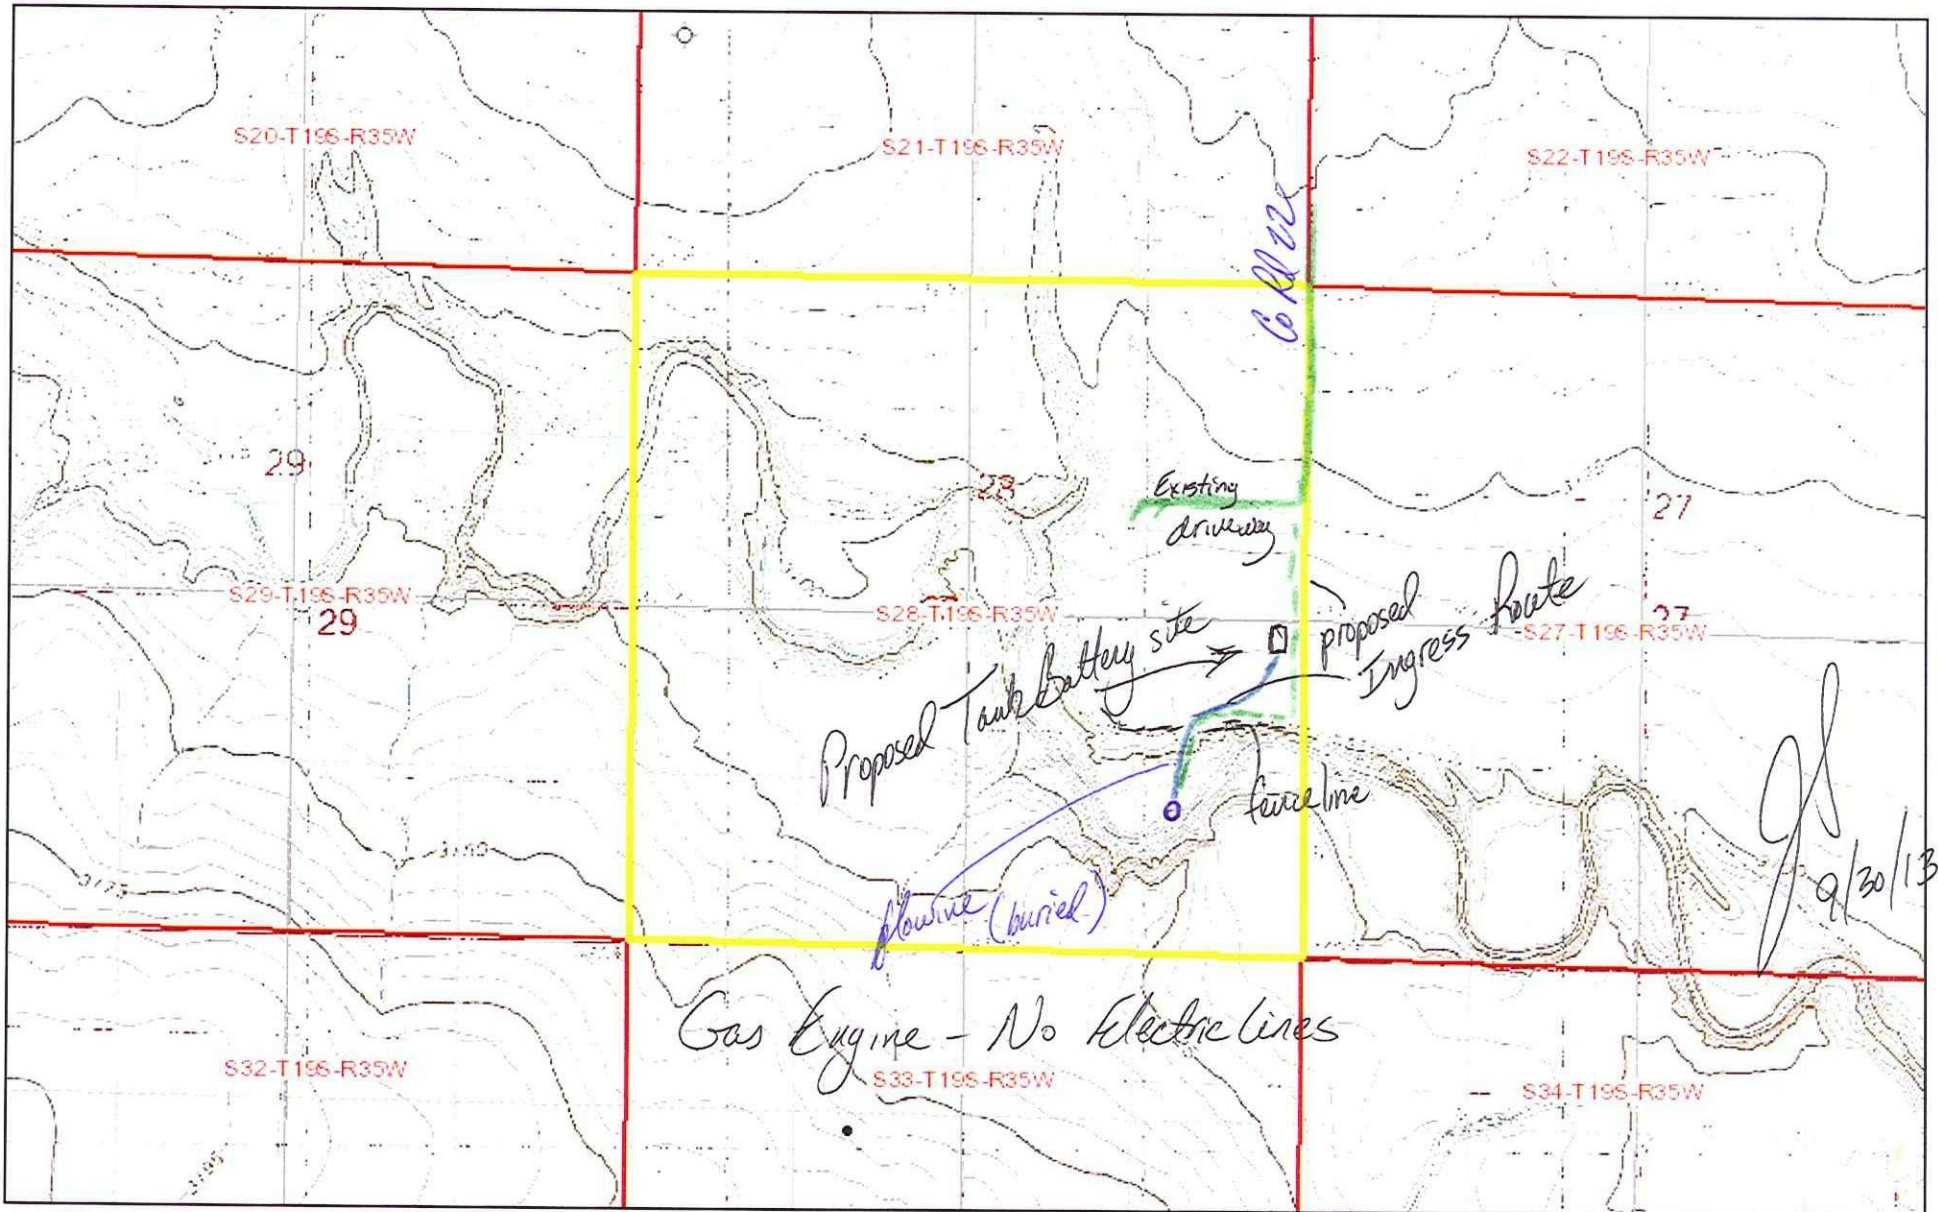 S20-T19S-R35W
S21-T19S-R35W
S22-T19S-R35W
Co Rd
29
28
Existing
driveway
27
S29-T19S-R35W
29
S28-T19S-R35W
27
S27-T19S-R35W
proposed
Ingress Route
Proposed Tank Battery site
fence line
flowline (buried)
9/30/13
Gas Engine - No Electric lines
S32-T19S-R35W
S33-T19S-R35W
S34-T19S-R35W